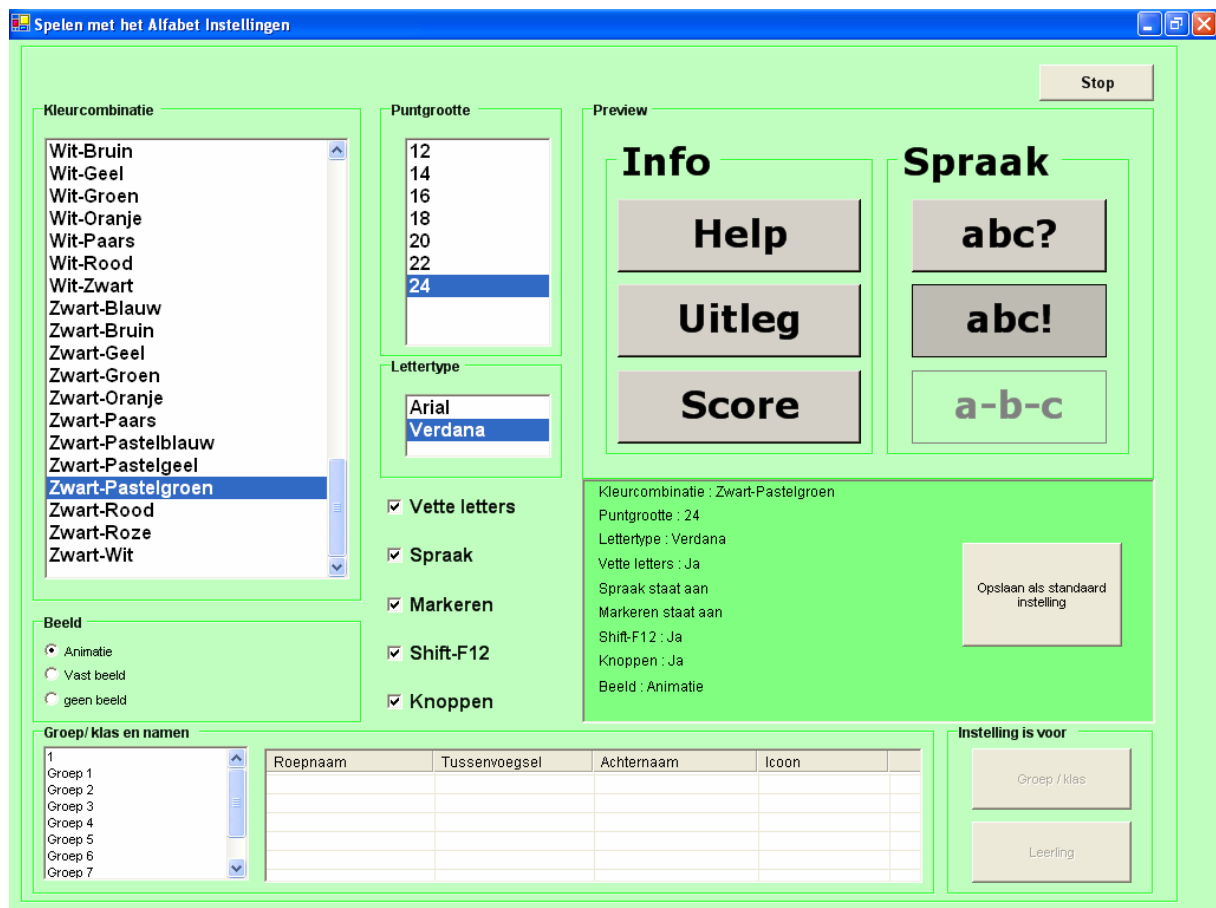 Spelen met het Alfabet Instellingen
Stop
Kleurcombinatie
Wit-Bruin
Wit-Geel
Wit-Groen
Wit-Oranje
Wit-Paars
Wit-Rood
Wit-Zwart
Zwart-Blauw
Zwart-Bruin
Zwart-Geel
Zwart-Groen
Zwart-Oranje
Zwart-Paars
Zwart-Pastelblauw
Zwart-Pastelgeel
Zwart-Pastelgroen
Zwart-Rood
Zwart-Roze
Zwart-Wit
Puntgrootte
12
14
16
18
20
22
24
Lettertype
Arial
Verdana
Vette letters
Spraak
Markeren
Shift-F12
Knoppen
Preview
Info
Help
Uitleg
Score
Spraak
abc?
abc!
a-b-c
Kleurcombinatie : Zwart-Pastelgroen
Puntgrootte : 24
Lettertype : Verdana
Vette letters : Ja
Spraak staat aan
Markeren staat aan
Shift-F12 : Ja
Knoppen : Ja
Beeld : Animatie
Opslaan als standaard
instelling
Beeld
Animatie
Vast beeld
geen beeld
Groep/ klas en namen
1
Groep 1
Groep 2
Groep 3
Groep 4
Groep 5
Groep 6
Groep 7
Roepnaam Tussenvoegsel Achternaam Icoon
Instelling is voor
Groep / klas
Leerling